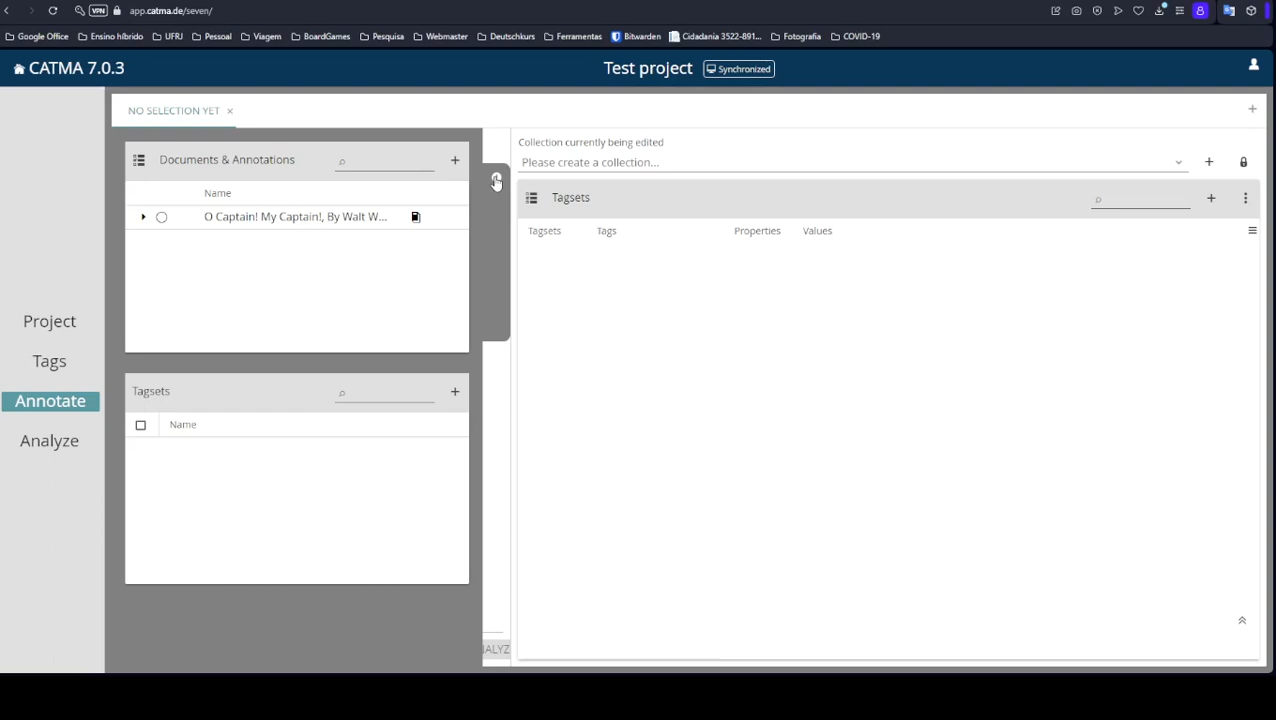 VPN app.catma.de/seven/
Google Office Ensino híbrido UFRJ Pessoal Viagem BoardGames Pesquisa Webmaster Deutschkurs Ferramentas Bitwarden Cidadania 3522-891... Fotografia COVID-19
CATMA 7.0.3 Test project Synchronized
NO SELECTION YET ×
Collection currently being edited
Documents & Annotations
Please create a collection...
Name
Tagsets
O Captain! My Captain!, By Walt W...
Tagsets Tags Properties Values
Project
Tags
Annotate
Analyze
Tagsets
Name
ALYZ